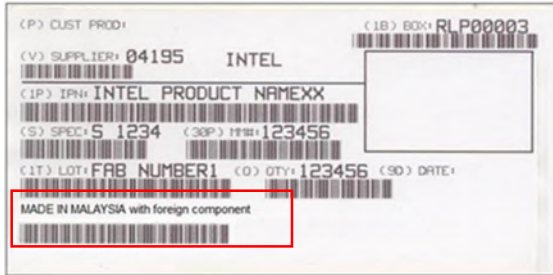 (P) CUST PROD:
(1B) BOX: RLP00003
(V) SUPPLIER: 04195 INTEL
(1P) IPN: INTEL PRODUCT NAMEXX
(S) SPEC: S 1234 (30P) MM#: 123456
(1T) LOT: FAB NUMBER1 (Q) QTY: 123456 (9D) DATE:
MADE IN MALAYSIA with foreign component